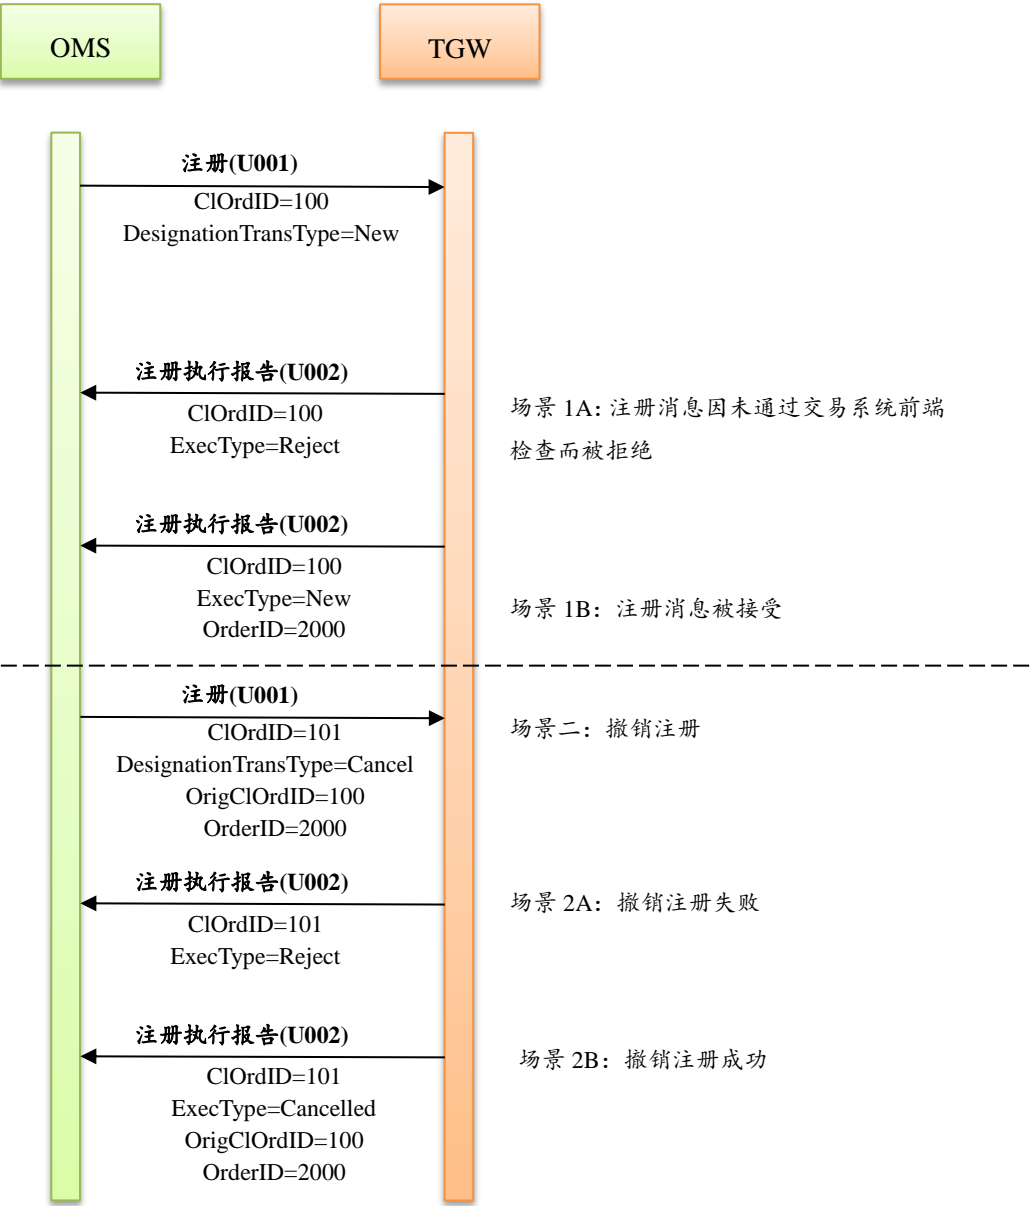 OMS
TGW
注册(U001)
ClOrdID=100
DesignationTransType=New
注册执行报告(U002)
ClOrdID=100
ExecType=Reject
场景 1A: 注册消息因未通过交易系统前端
检查而被拒绝
注册执行报告(U002)
ClOrdID=100
ExecType=New
OrderID=2000
场景 1B：注册消息被接受
注册(U001)
ClOrdID=101
DesignationTransType=Cancel
OrigClOrdID=100
OrderID=2000
场景二：撤销注册
注册执行报告(U002)
ClOrdID=101
ExecType=Reject
场景 2A：撤销注册失败
注册执行报告(U002)
ClOrdID=101
ExecType=Cancelled
OrigClOrdID=100
OrderID=2000
场景 2B：撤销注册成功